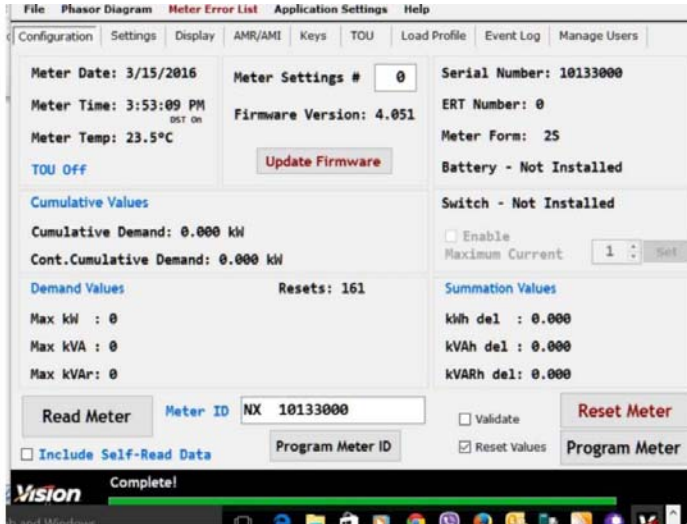 File Phasor Diagram Meter Error List Application Settings Help
Configuration Settings Display AMR/AMI Keys TOU Load Profile Event Log Manage Users
Meter Date: 3/15/2016
Meter Time: 3:53:09 PM
DST On
Meter Temp: 23.5°C
TOU Off
Meter Settings # 0
Firmware Version: 4.051
Update Firmware
Serial Number: 10133000
ERT Number: 0
Meter Form: 2S
Battery - Not Installed
Cumulative Values
Cumulative Demand: 0.000 kW
Cont.Cumulative Demand: 0.000 kW
Switch - Not Installed
Enable
Maximum Current 1 Set
Demand Values Resets: 161
Max kW : 0
Max kVA : 0
Max kVAr: 0
Summation Values
kWh del : 0.000
kVAh del : 0.000
kVARh del: 0.000
Read Meter Meter ID NX 10133000
Include Self-Read Data Program Meter ID
Validate Reset Meter
Reset Values Program Meter
Vision Complete!
and Windows